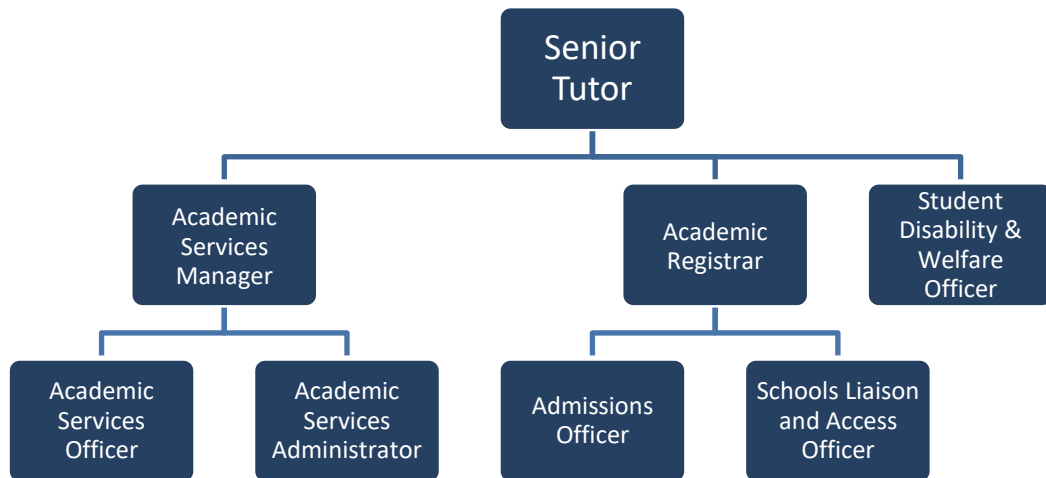 Senior
Tutor
Academic
Services
Manager
Academic
Registrar
Student
Disability &
Welfare
Officer
Academic
Services
Officer
Academic
Services
Administrator
Admissions
Officer
Schools Liaison
and Access
Officer